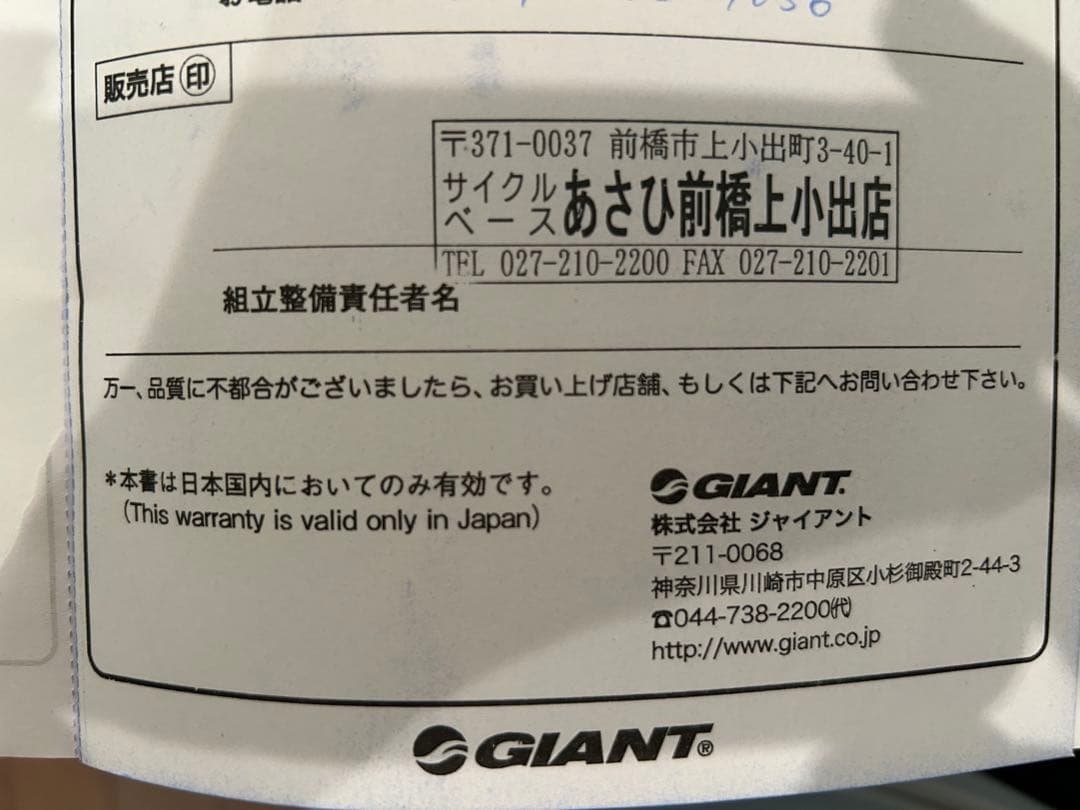 お電話
販売店 ㊞
〒371-0037 前橋市上小出町3-40-1
サイクルベース あさひ前橋上小出店
TEL 027-210-2200 FAX 027-210-2201
組立整備責任者名
万一、品質に不都合がございましたら、お買い上げ店舗、もしくは下記へお問い合わせ下さい。
*本書は日本国内においてのみ有効です。
(This warranty is valid only in Japan)
GIANT.
株式会社 ジャイアント
〒211-0068
神奈川県川崎市中原区小杉御殿町2-44-3
☎044-738-2200㈹
http://www.giant.co.jp
GIANT®